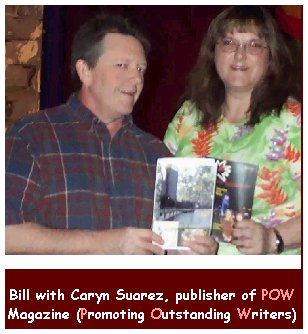 Bill with Caryn Suarez, publisher of POW
Magazine (Promoting Outstanding Writers)